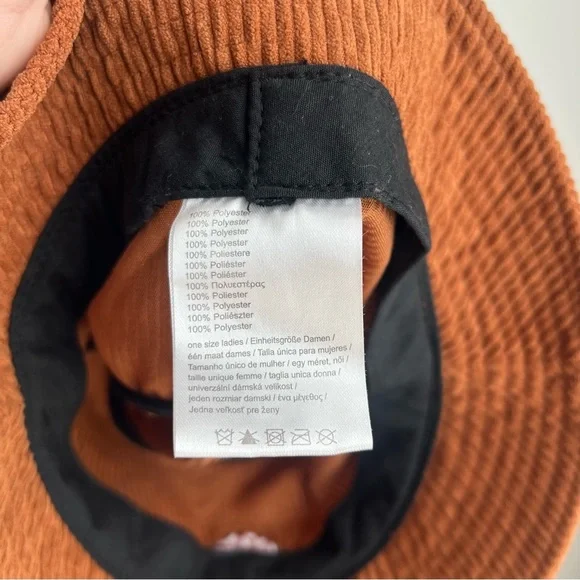 100% Polyester
100% Polyester
100% Polyester
100% Polyester
100% Poliestere
100% Poliéster
100% Poliéster
100% Πολυεστέρας
100% Poliester
100% Polyester
100% Poliészter
100% Polyester
one size ladies / Einheitsgröße Damen /
één maat dames / Talla única para mujeres /
Tamanho único de mulher / egy méret, női /
taille unique femme / taglia unica donna /
univerzální dámská velikost /
jeden rozmiar damski / ένα μέγεθος /
Jedna veľkosť pre ženy